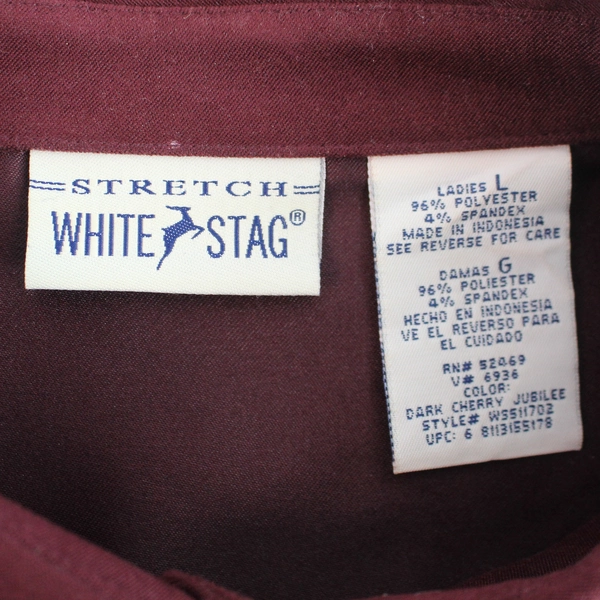 STRETCH
WHITE STAG®
LADIES L
96% POLYESTER
4% SPANDEX
MADE IN INDONESIA
SEE REVERSE FOR CARE
DAMAS G
96% POLIESTER
4% SPANDEX
HECHO EN INDONESIA
VE EL REVERSO PARA
EL CUIDADO
RN# 52469
V# 6936
COLOR:
DARK CHERRY JUBILEE
STYLE# WS511702
UPC: 6 8113155178